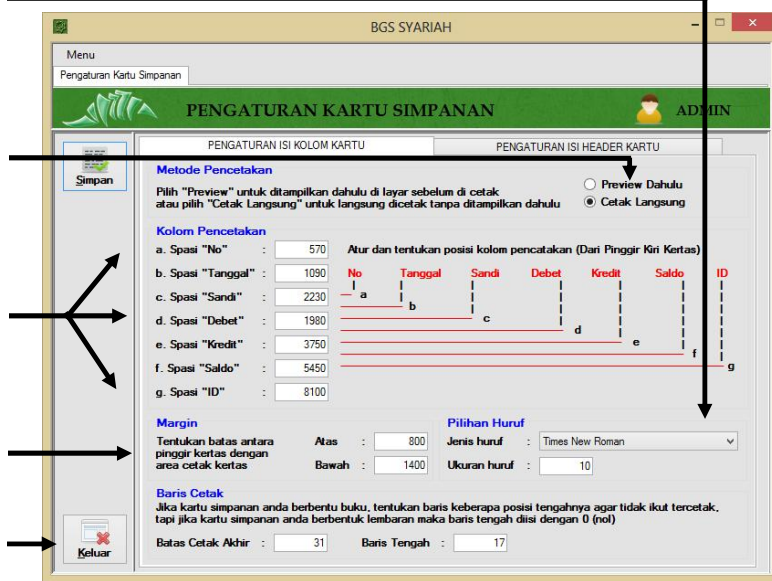 BGS SYARIAH
Menu
Pengaturan Kartu Simpanan
PENGATURAN KARTU SIMPANAN
ADMIN
Simpan
PENGATURAN ISI KOLOM KARTU
PENGATURAN ISI HEADER KARTU
Metode Pencetakan
Pilih "Preview" untuk ditampilkan dahulu di layar sebelum di cetak
atau pilih "Cetak Langsung" untuk langsung dicetak tanpa ditampilkan dahulu
Preview Dahulu
Cetak Langsung
Kolom Pencetakan
a. Spasi "No" : 570 Atur dan tentukan posisi kolom pencatakan (Dari Pinggir Kiri Kertas)
b. Spasi "Tanggal" : 1090 No Tanggal Sandi Debet Kredit Saldo ID
c. Spasi "Sandi" : 2230 a
b
c
d. Spasi "Debet" : 1980 d
e. Spasi "Kredit" : 3750 e
f. Spasi "Saldo" : 5450 f
g
g. Spasi "ID" : 8100
Margin
Tentukan batas antara
pinggir kertas dengan
area cetak kertas
Atas : 800
Bawah : 1400
Pilihan Huruf
Jenis huruf : Times New Roman
Ukuran huruf : 10
Baris Cetak
Jika kartu simpanan anda berbentu buku, tentukan baris keberapa posisi tengahnya agar tidak ikut tercetak,
tapi jika kartu simpanan anda berbentuk lembaran maka baris tengah diisi dengan 0 (nol)
Batas Cetak Akhir : 31 Baris Tengah : 17
Keluar